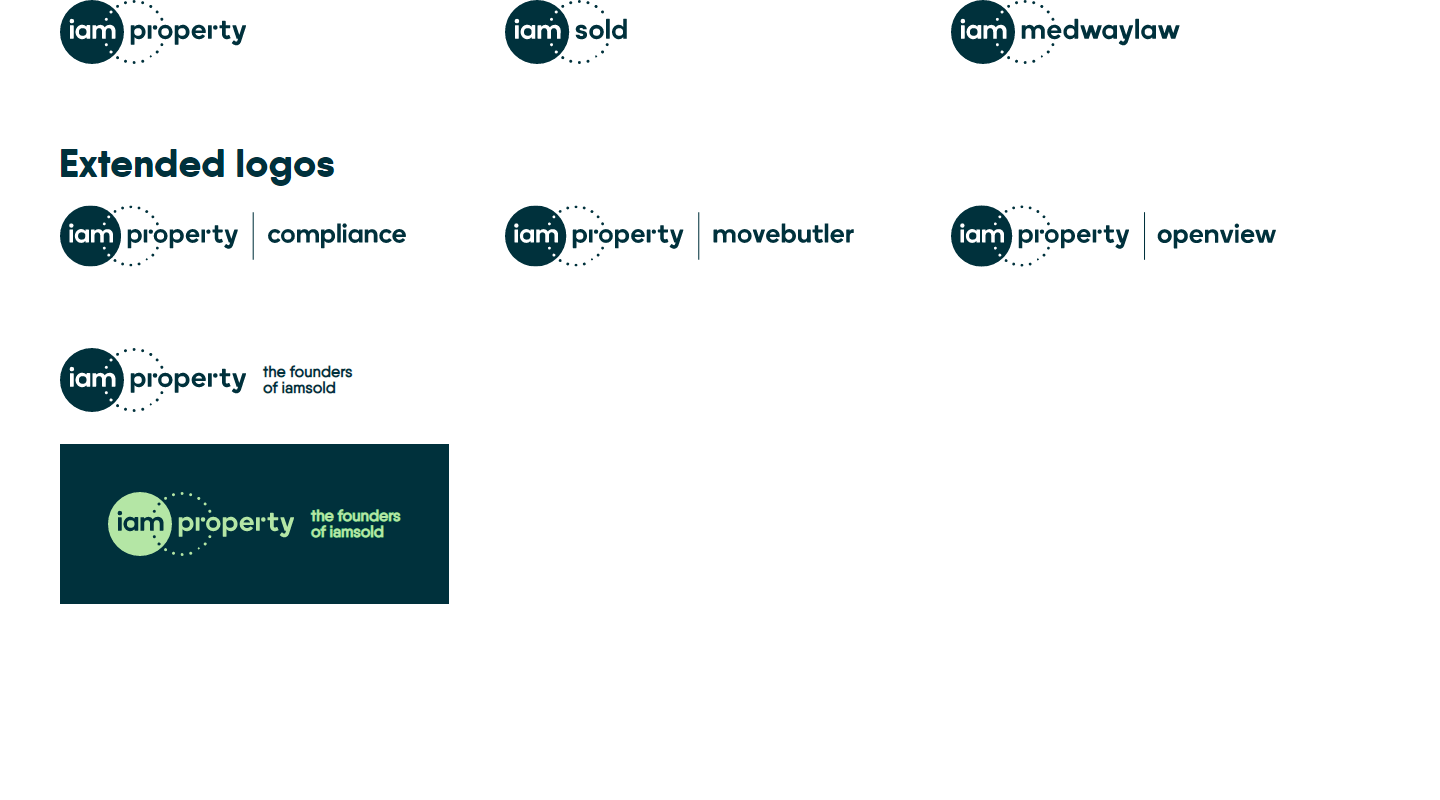 iam property
iam sold
iam medwaylaw
Extended logos
iam property | compliance
iam property | movebutler
iam property | openview
iam property
the founders
of iamsold
iam property
the founders
of iamsold